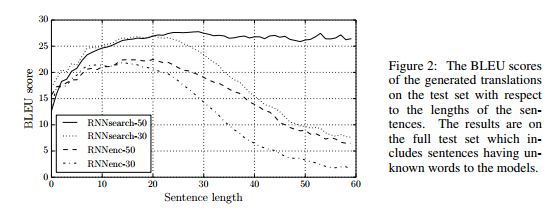 30
25
20
15
10
5
0
BLEU score
RNNsearch-50
RNNsearch-30
RNNenc-50
RNNenc-30
0 10 20 30 40 50 60
Sentence length
Figure 2: The BLEU scores
of the generated translations
on the test set with respect
to the lengths of the sen-
tences. The results are on
the full test set which in-
cludes sentences having un-
known words to the models.